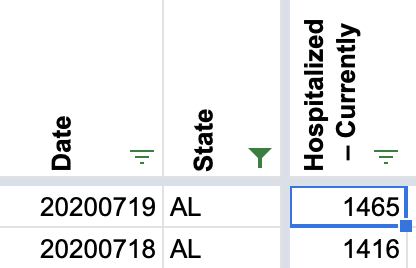 Date
State
Hospitalized
– Currently
20200719 AL 1465
20200718 AL 1416